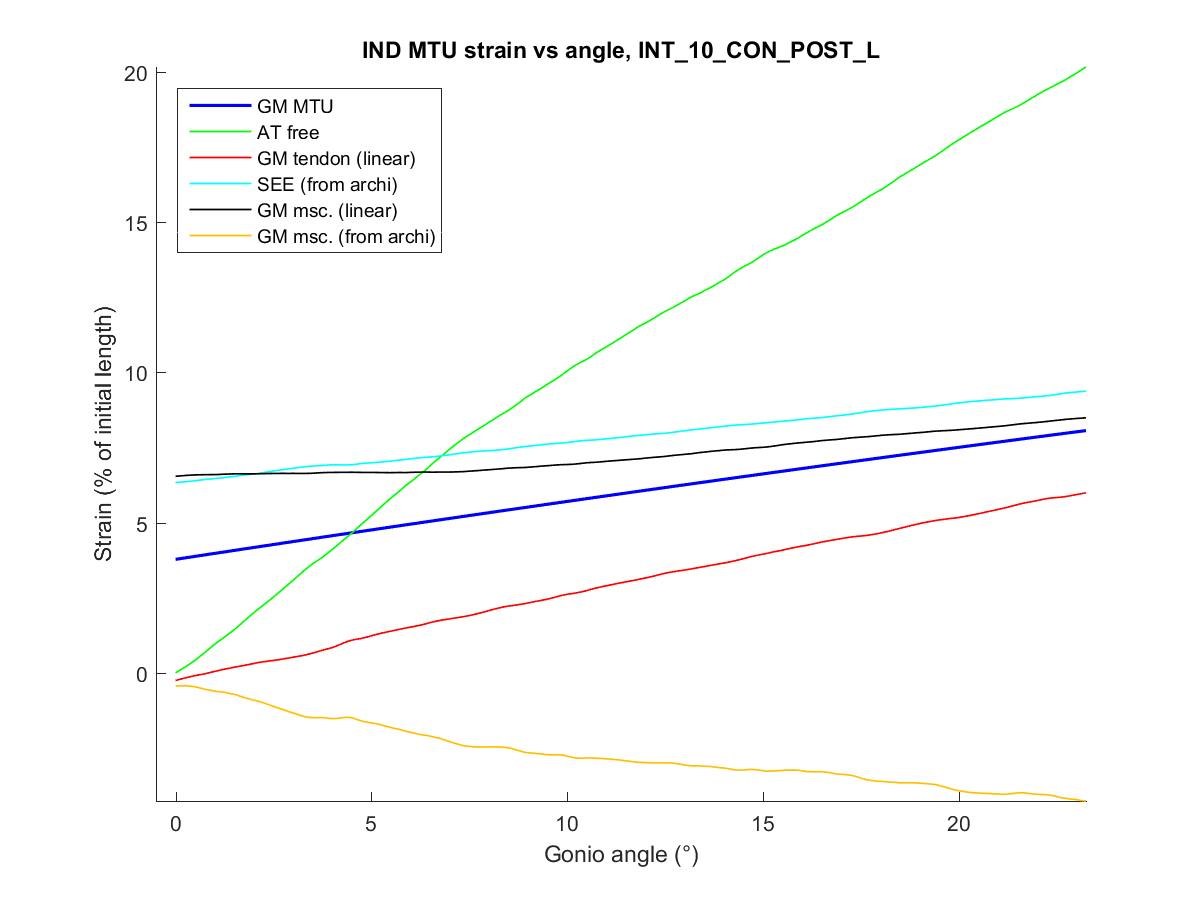 IND MTU strain vs angle, INT_10_CON_POST_L
20
15
10
5
0
Strain (% of initial length)
GM MTU
AT free
GM tendon (linear)
SEE (from archi)
GM msc. (linear)
GM msc. (from archi)
0
5
10
15
20
Gonio angle (°)